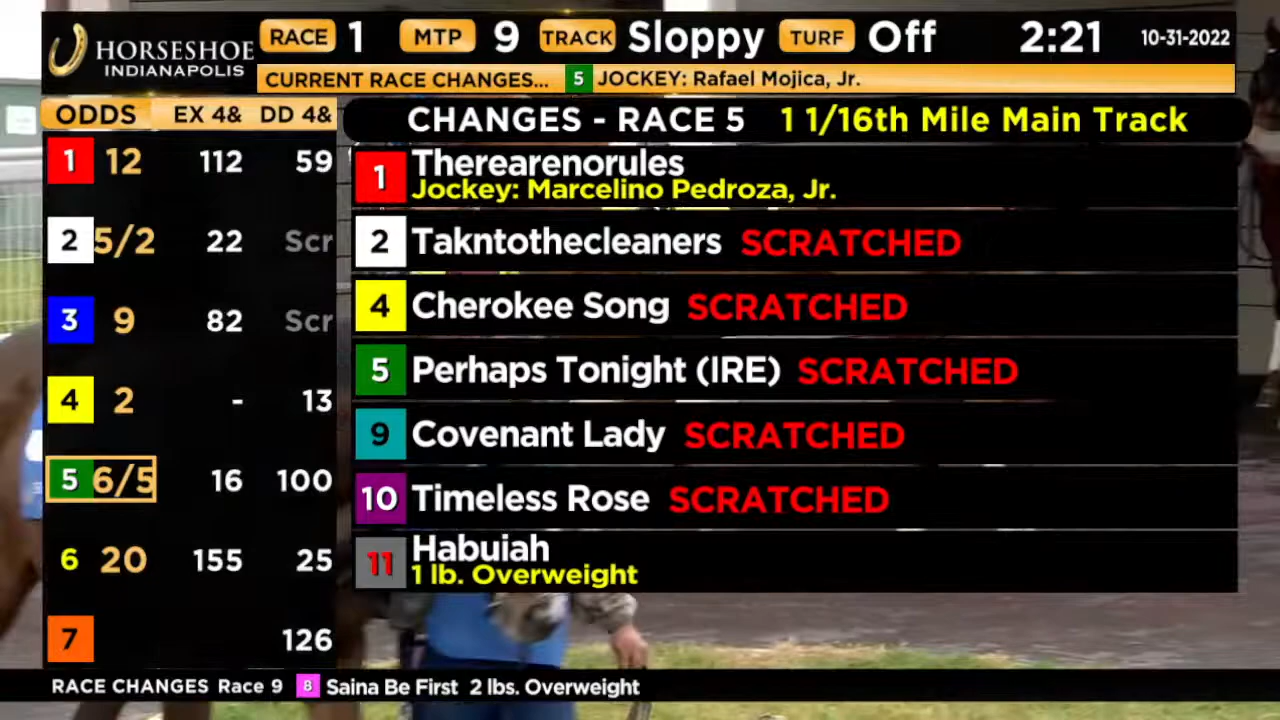 HORSESHOE
INDIANAPOLIS
RACE 1 MTP 9 TRACK Sloppy TURF Off 2:21 10-31-2022
CURRENT RACE CHANGES... 5 JOCKEY: Rafael Mojica, Jr.
ODDS EX 4& DD 4&
1 12 112 59
2 5/2 22 Scr
3 9 82 Scr
4 2 - 13
5 6/5 16 100
6 20 155 25
7 126
CHANGES - RACE 5 1 1/16th Mile Main Track
1 Therearenorules
Jockey: Marcelino Pedroza, Jr.
2 Takntothecleaners SCRATCHED
4 Cherokee Song SCRATCHED
5 Perhaps Tonight (IRE) SCRATCHED
9 Covenant Lady SCRATCHED
10 Timeless Rose SCRATCHED
11 Habuiah
1 lb. Overweight
RACE CHANGES Race 9 8 Saina Be First 2 lbs. Overweight